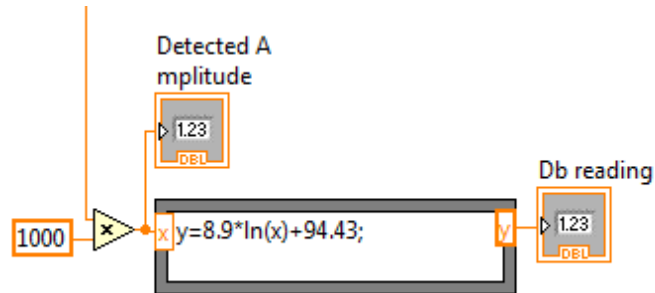 Detected A
mplitude
1.23
DBL
Db reading
1.23
DBL
1000
x
x
y=8.9*ln(x)+94.43;
y